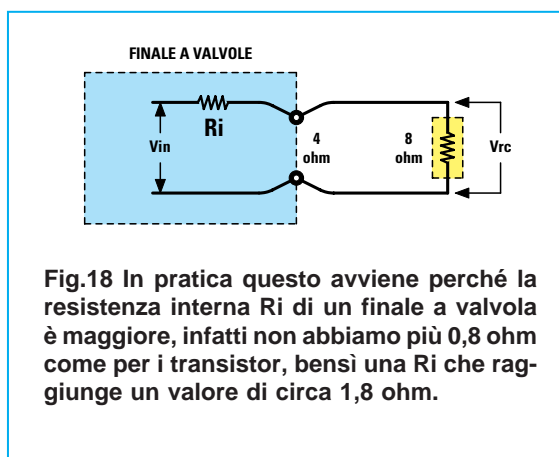 FINALE A VALVOLE
Vin
Ri
4
ohm
8
ohm
Vrc
Fig.18 In pratica questo avviene perché la
resistenza interna Ri di un finale a valvola
è maggiore, infatti non abbiamo più 0,8 ohm
come per i transistor, bensì una Ri che rag-
giunge un valore di circa 1,8 ohm.